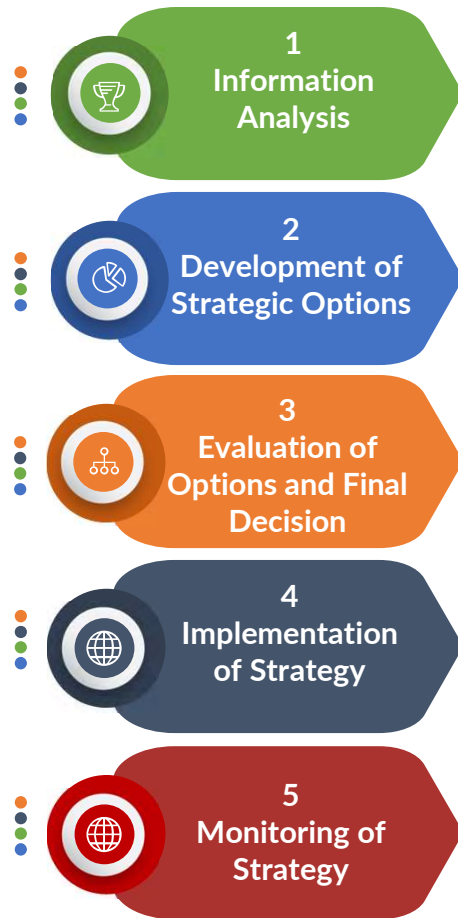 1
Information
Analysis
2
Development of
Strategic Options
3
Evaluation of
Options and Final
Decision
4
Implementation
of Strategy
5
Monitoring of
Strategy